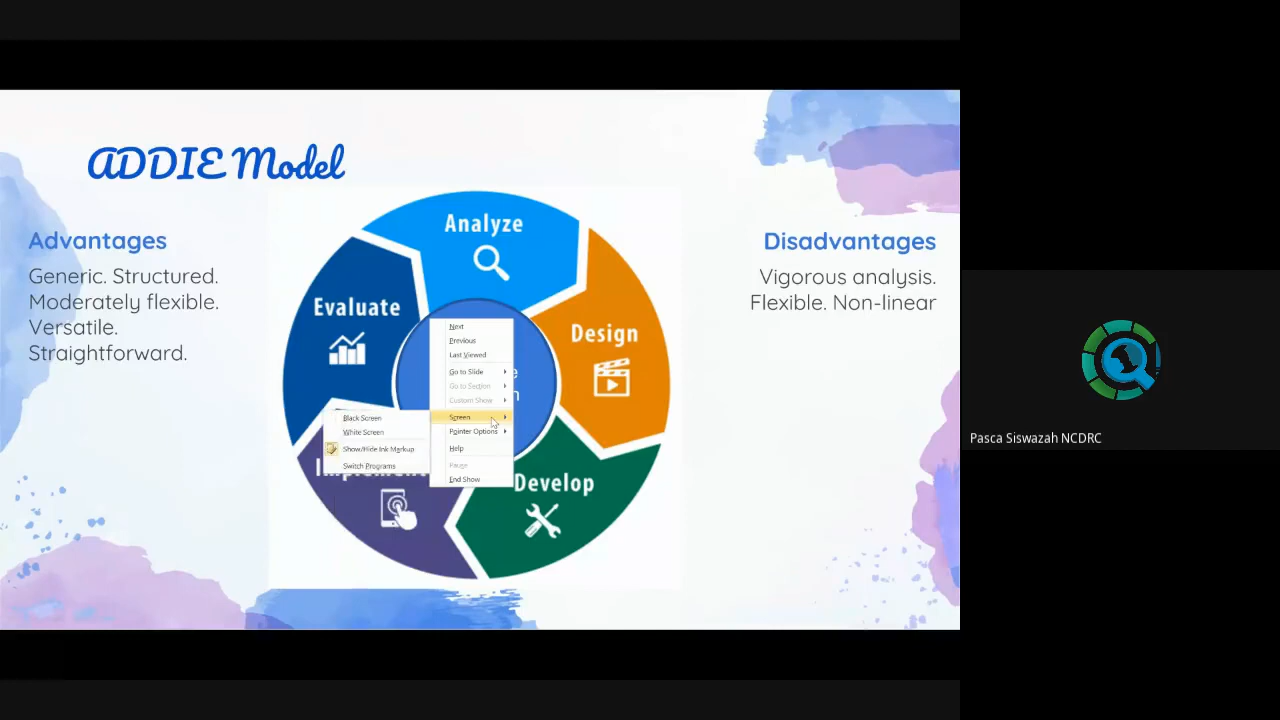 ADDIE Model
Advantages
Generic. Structured.
Moderately flexible.
Versatile.
Straightforward.
Disadvantages
Vigorous analysis.
Flexible. Non-linear
Analyze
Design
Develop
Evaluate
Next
Previous
Last Viewed
Go to Slide
Go to Section
Custom Show
Screen
Pointer Options
Help
Pause
End Show
Black Screen
White Screen
Show/Hide Ink Markup
Switch Programs
Pasca Siswazah NCDRC